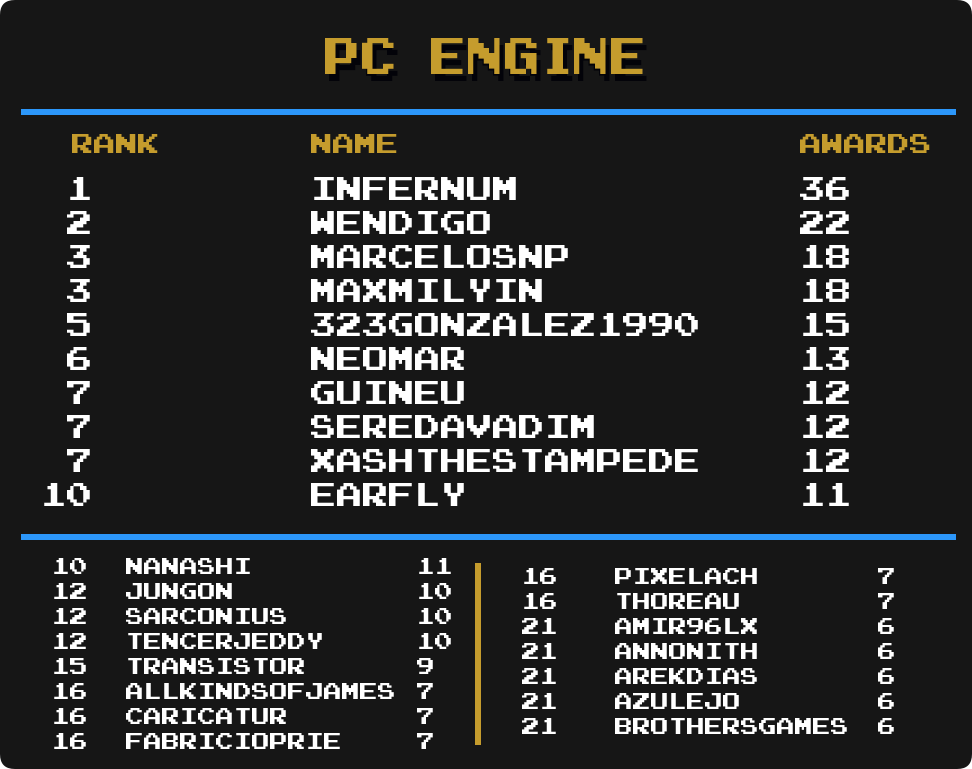 PC ENGINE
RANK NAME AWARDS
1 INFERNUM 36
2 WENDIGO 22
3 MARCELOSNP 18
3 MAXMILYIN 18
5 323GONZALEZ1990 15
6 NEOMAR 13
7 GUINEU 12
7 SEREDAVADIM 12
7 XASHTHESTAMPEDE 12
10 EARFLY 11
10 NANASHI 11
12 JUNGON 10
12 SARCONIUS 10
12 TENCERJEDDY 10
15 TRANSISTOR 9
16 ALLKINDSOFJAMES 7
16 CARICATUR 7
16 FABRICIOPRIE 7
16 PIXELACH 7
16 THOREAU 7
21 AMIR96LX 6
21 ANNONITH 6
21 AREKDIAS 6
21 AZULEJO 6
21 BROTHERSGAMES 6